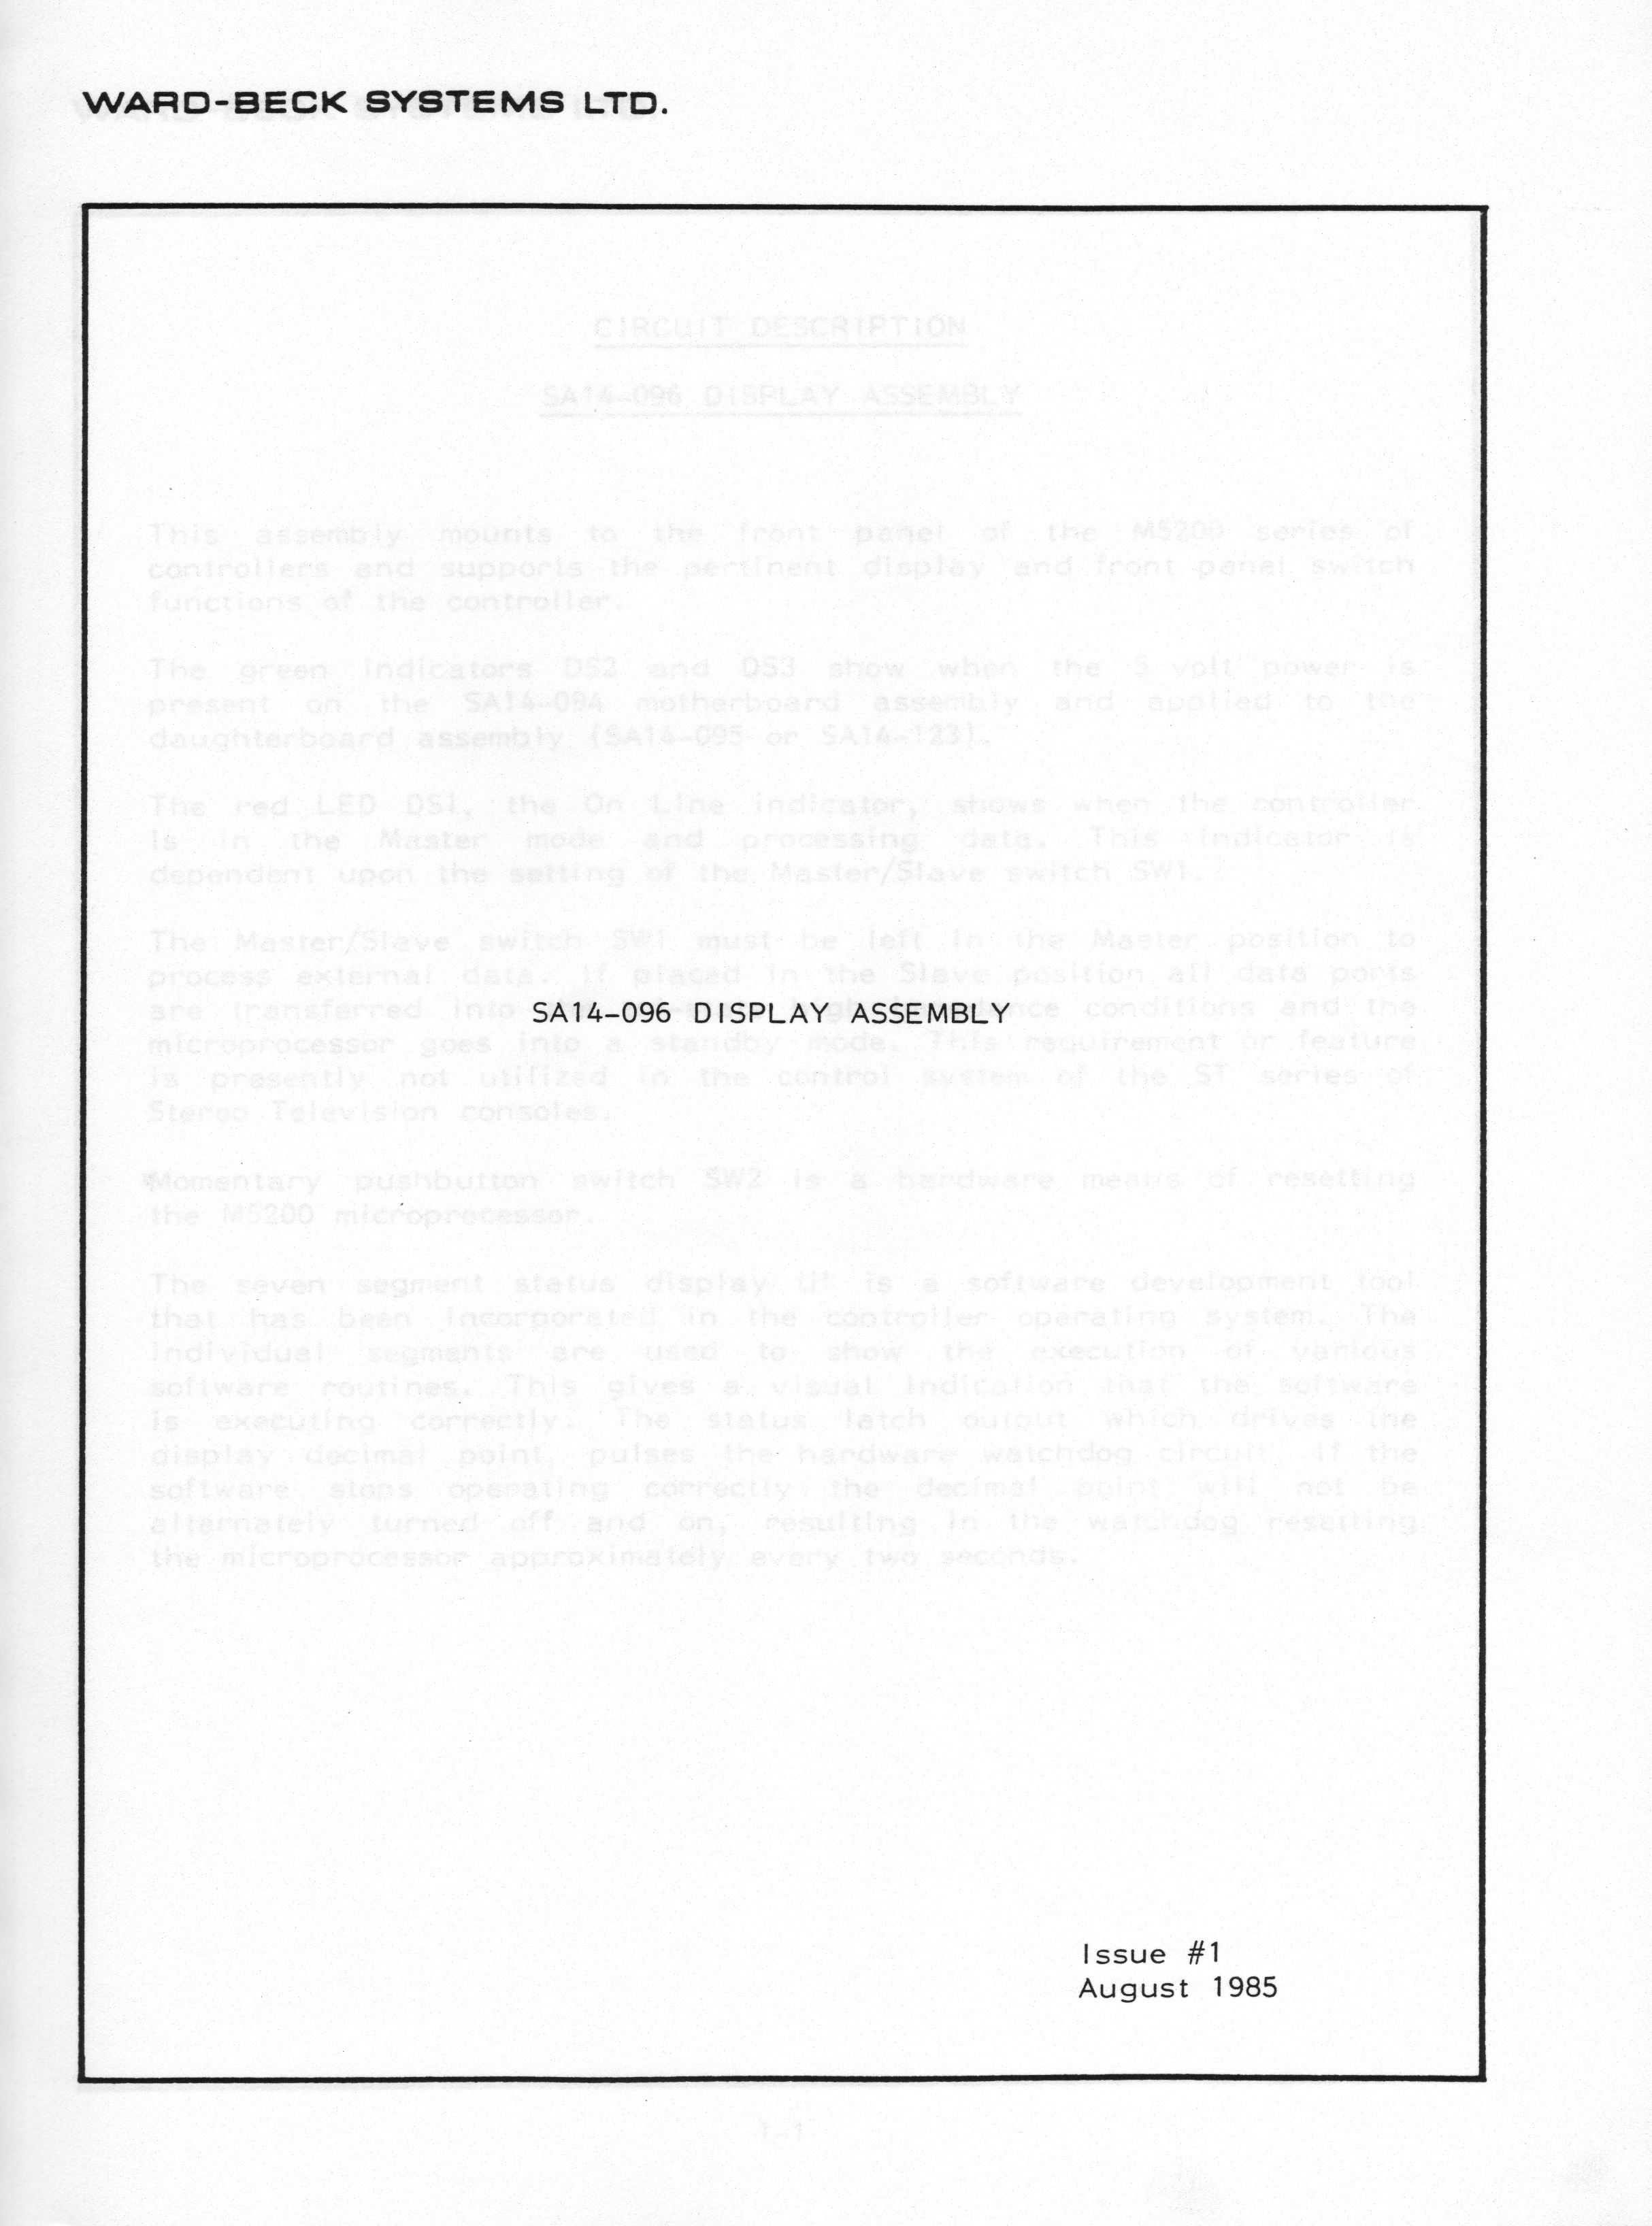 WARD-BECK SYSTEMS LTD.
CIRCUIT DESCRIPTION
SA14-096 DISPLAY ASSEMBLY
This assembly mounts to the front panel of the M5200 series of
controllers and supports the pertinent display and front panel switch
functions of the controller.
The green indicators DS2 and DS3 show when the 5 volt power is
present on the SA14-094 motherboard assembly and applied to the
daughterboard assembly (SA14-095 or SA14-123).
The red LED DS1, the On Line indicator, shows when the controller
is in the Master mode and processing data. This indicator is
dependent upon the setting of the Master/Slave switch SW1.
The Master/Slave switch SW1 must be left in the Master position to
process external data. If placed in the Slave position all data ports
are transferred into conditions and the
SA14-096 DISPLAY ASSEMBLY
microprocessor goes into a standby mode. This requirement or feature
is presently not utilized in the control system of the ST series of
Stereo Television consoles.
Momentary pushbutton switch SW2 is a hardware means of resetting
the M5200 microprocessor.
The seven segment status display U1 is a software development tool
that has been incorporated in the controller operating system. The
individual segments are used to show the execution of various
software routines. This gives a visual indication that the software
is executing correctly. The status latch output which drives the
display decimal point, pulses the hardware watchdog circuit. If the
software stops operating correctly the decimal point will not be
alternately turned off and on, resulting in the watchdog resetting
the microprocessor approximately every two seconds.
Issue #1
August 1985
1-1